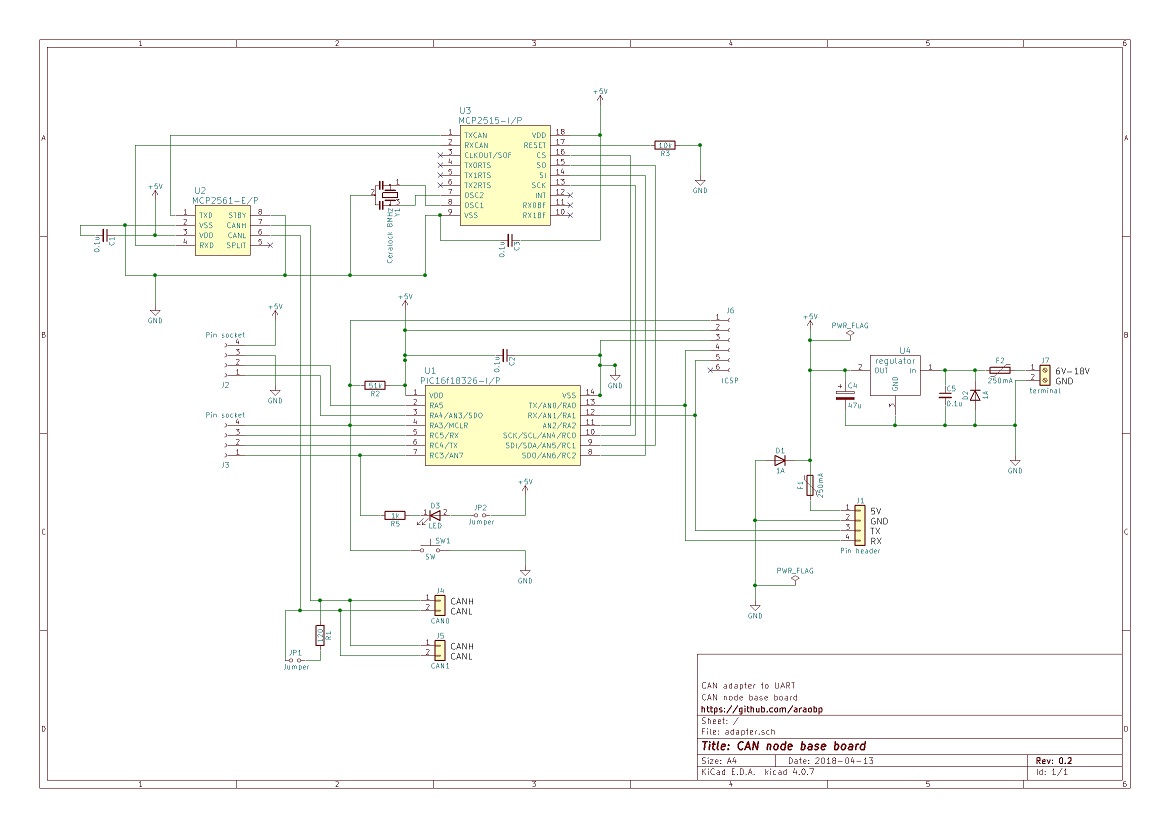 1 2 3 4 5 6
A
B
C
D
A
B
C
D
1 2 3 4 5 6
U3
MCP2515-I/P
1 TXCAN VDD 18
2 RXCAN RESET 17
3 CLKOUT/SOF CS 16
4 TX0RTS SO 15
5 TX1RTS SI 14
6 TX2RTS SCK 13
7 OSC2 INT 12
8 OSC1 RX0BF 11
9 VSS RX1BF 10
+5V
10k
R3
GND
1
2
3
Y1
Ceralock 8MHz
0.1u
C3
+5V
U2
MCP2561-E/P
1 TXD STBY 8
2 VSS CANH 7
3 VDD CANL 6
4 RXD SPLIT 5
0.1u
C1
GND
+5V
Pin socket
4
3
2
1
J2
GND
Pin socket
4
3
2
1
J3
+5V
0.1u
C2
GND
51k
R2
U1
PIC16f18326-I/P
1 VDD VSS 14
2 RA5 TX/AN0/RA0 13
3 RA4/AN3/SDO RX/AN1/RA1 12
4 RA3/MCLR AN2/RA2 11
5 RC5/RX SCK/SCL/AN4/RC0 10
6 RC4/TX SDI/SDA/AN5/RC1 9
7 RC3/AN7 SDO/AN6/RC2 8
J6
1
2
3
4
5
6
ICSP
1k
R5
D3
1 2
LED
JP2
Jumper
+5V
SW1
SW
GND
J4
1 CANH
2 CANL
CAN0
J5
1 CANH
2 CANL
CAN1
120
R1
JP1
Jumper
+5V
PWR_FLAG
U4
regulator
2 OUT In 1
GND
3
C4
+
47u
C5
0.1u
D2
1A
F2
250mA
J7
1 6V-18V
2 GND
terminal
GND
D1
1A
F1
250mA
J1
1 5V
2 GND
3 TX
4 RX
Pin header
PWR_FLAG
GND
CAN adapter to UART
CAN node base board
https://github.com/araobp
Sheet: /
File: adapter.sch
Title: CAN node base board
Size: A4 Date: 2018-04-13 Rev: 0.2
KiCad E.D.A. kicad 4.0.7 Id: 1/1